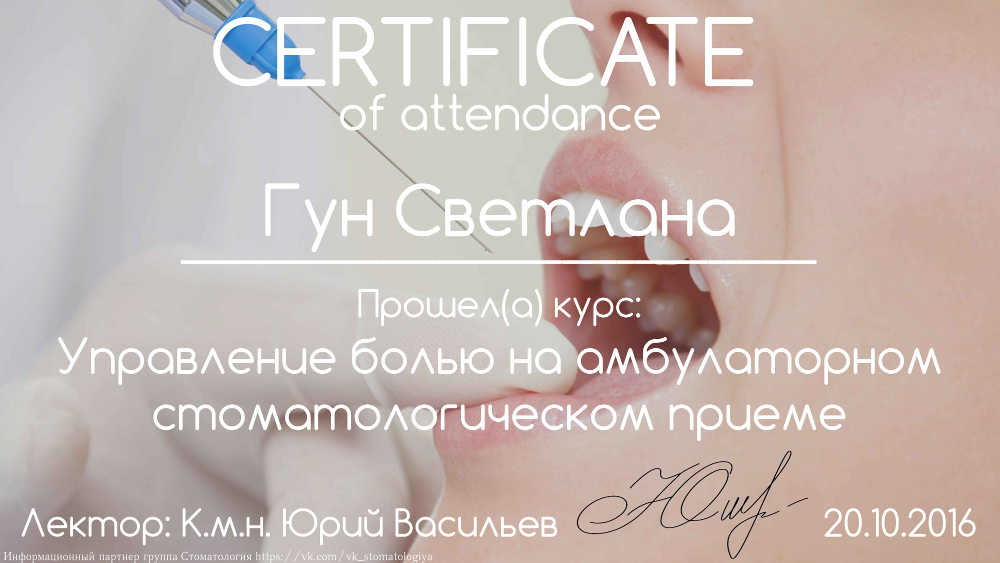 CERTIFICATE
of attendance
Гун Светлана
Прошел(а) курс:
Управление болью на амбулаторном
стоматологическом приеме
Лектор: К.м.н. Юрий Васильев
20.10.2016
Информационный партнер группа Стоматология https://vk.com/vk_stomatologiya